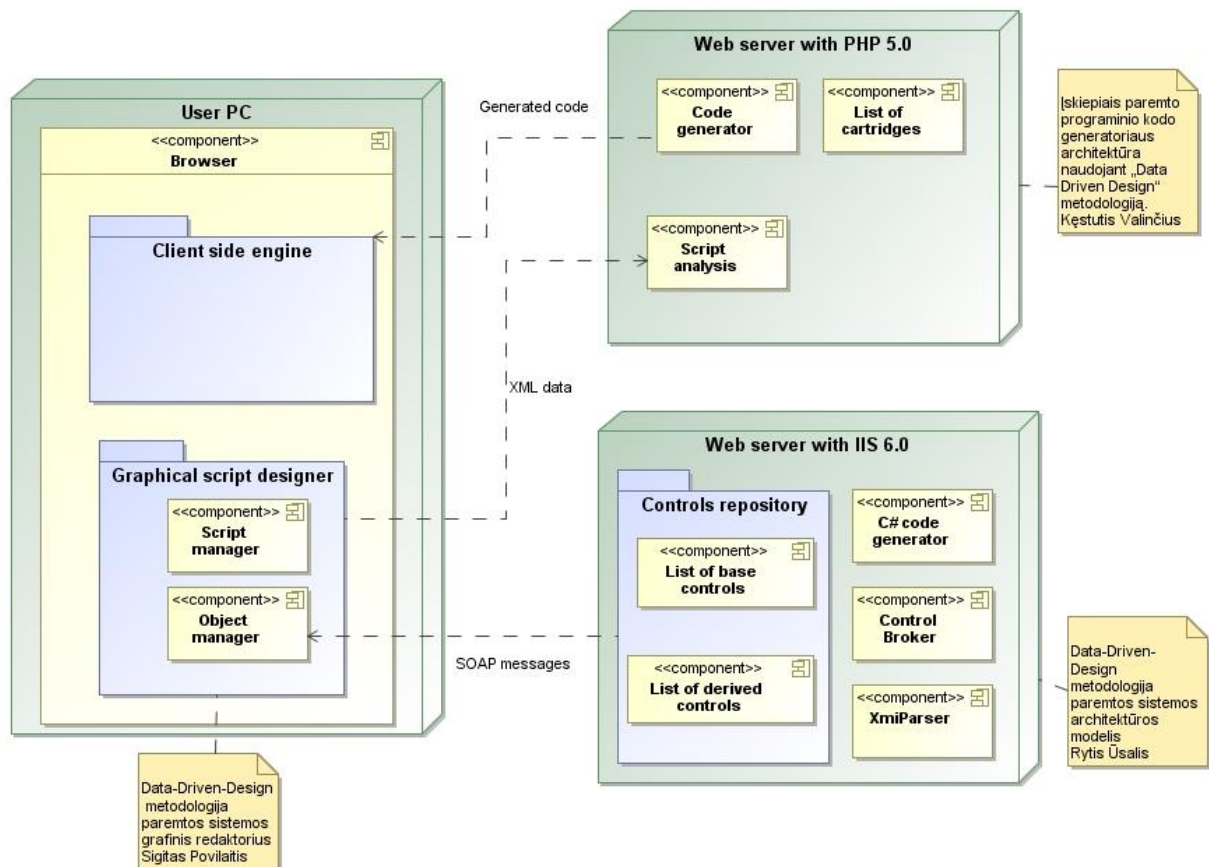 User PC
<<component>>
Browser
Client side engine
Graphical script designer
<<component>>
Script
manager
<<component>>
Object
manager
Data-Driven-Design
metodologija
paremtos sistemos
grafinis redaktorius
Sigitas Povilaitis
Generated code
XML data
SOAP messages
Web server with PHP 5.0
<<component>>
Code
generator
<<component>>
List of
cartridges
<<component>>
Script
analysis
Įskiepiais paremto
programinio kodo
generatoriaus
architektūra
naudojant „Data
Driven Design“
metodologiją.
Kęstutis Valinčius
Web server with IIS 6.0
Controls repository
<<component>>
List of base
controls
<<component>>
List of derived
controls
<<component>>
C# code
generator
<<component>>
Control
Broker
<<component>>
XmiParser
Data-Driven-
Design
metodologija
paremtos sistemos
architektūros
modelis
Rytis Ūsalis